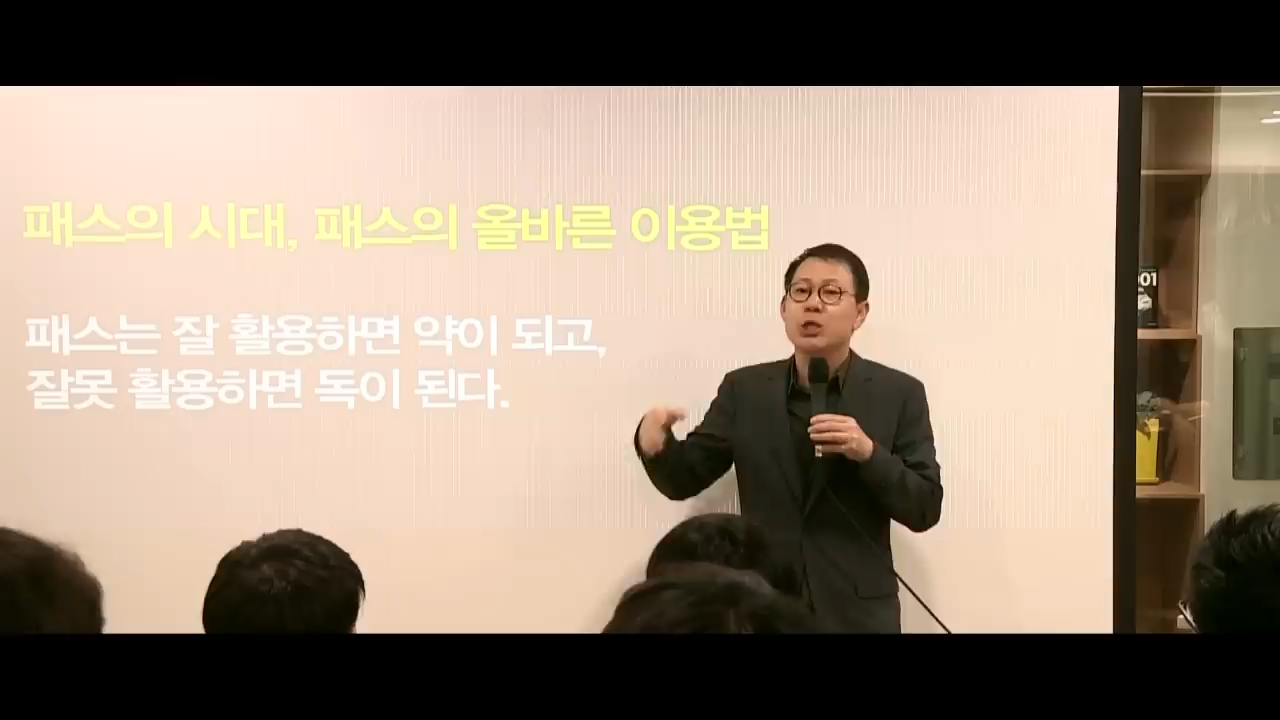 패스의 시대, 패스의 올바른 이용법
패스는 잘 활용하면 약이 되고,
잘못 활용하면 독이 된다.